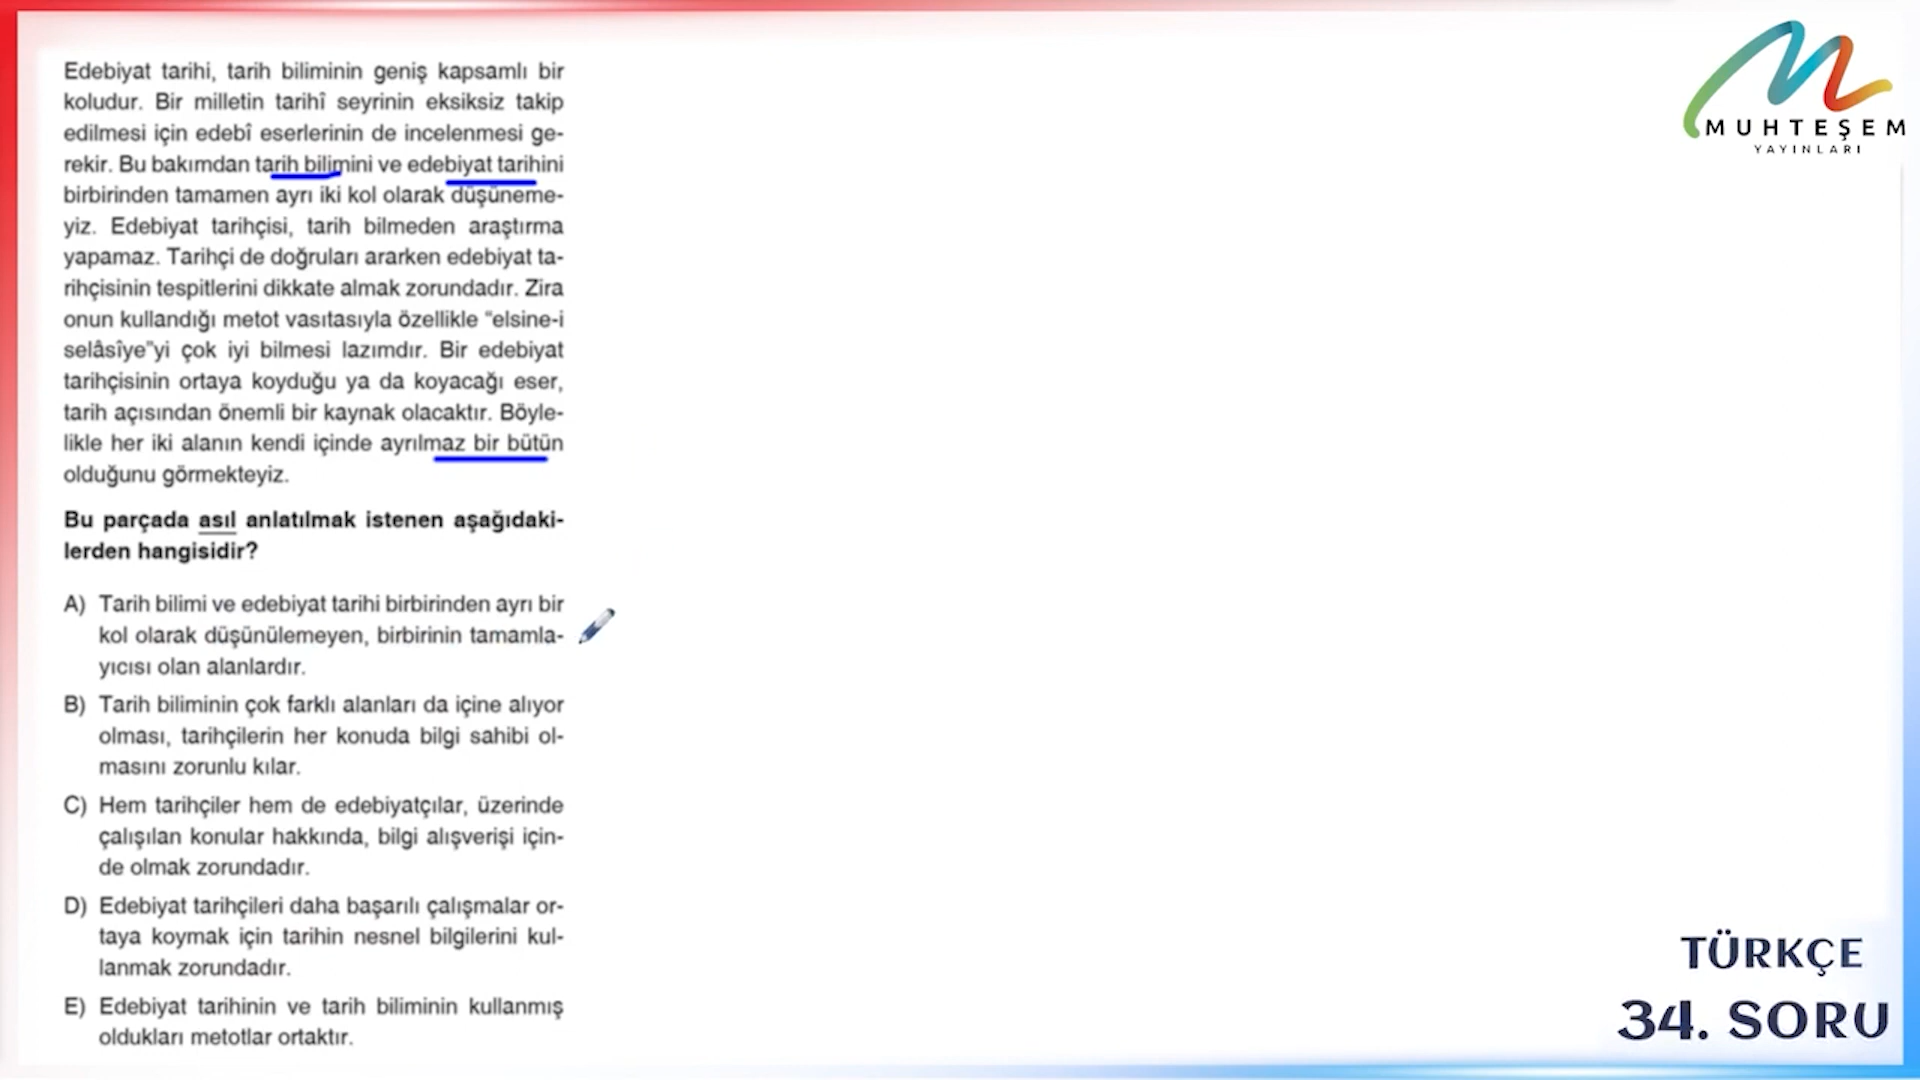 Edebiyat tarihi, tarih biliminin geniş kapsamlı bir
koludur. Bir milletin tarihî seyrinin eksiksiz takip
edilmesi için edebî eserlerinin de incelenmesi ge-
rekir. Bu bakımdan tarih bilimini ve edebiyat tarihini
birbirinden tamamen ayrı iki kol olarak düşüneme-
yiz. Edebiyat tarihçisi, tarih bilmeden araştırma
yapamaz. Tarihçi de doğruları ararken edebiyat ta-
rihçisinin tespitlerini dikkate almak zorundadır. Zira
onun kullandığı metot vasıtasıyla özellikle “elsine-i
selâsîye”yi çok iyi bilmesi lazımdır. Bir edebiyat
tarihçisinin ortaya koyduğu ya da koyacağı eser,
tarih açısından önemli bir kaynak olacaktır. Böyle-
likle her iki alanın kendi içinde ayrılmaz bir bütün
olduğunu görmekteyiz.
Bu parçada asıl anlatılmak istenen aşağıdaki-
lerden hangisidir?
A) Tarih bilimi ve edebiyat tarihi birbirinden ayrı bir
kol olarak düşünülemeyen, birbirinin tamamla-
yıcısı olan alanlardır.
B) Tarih biliminin çok farklı alanları da içine alıyor
olması, tarihçilerin her konuda bilgi sahibi ol-
masını zorunlu kılar.
C) Hem tarihçiler hem de edebiyatçılar, üzerinde
çalışılan konular hakkında, bilgi alışverişi için-
de olmak zorundadır.
D) Edebiyat tarihçileri daha başarılı çalışmalar or-
taya koymak için tarihin nesnel bilgilerini kul-
lanmak zorundadır.
E) Edebiyat tarihinin ve tarih biliminin kullanmış
oldukları metotlar ortaktır.
MUHTEŞEM
YAYINLARI
TÜRKÇE
34. SORU